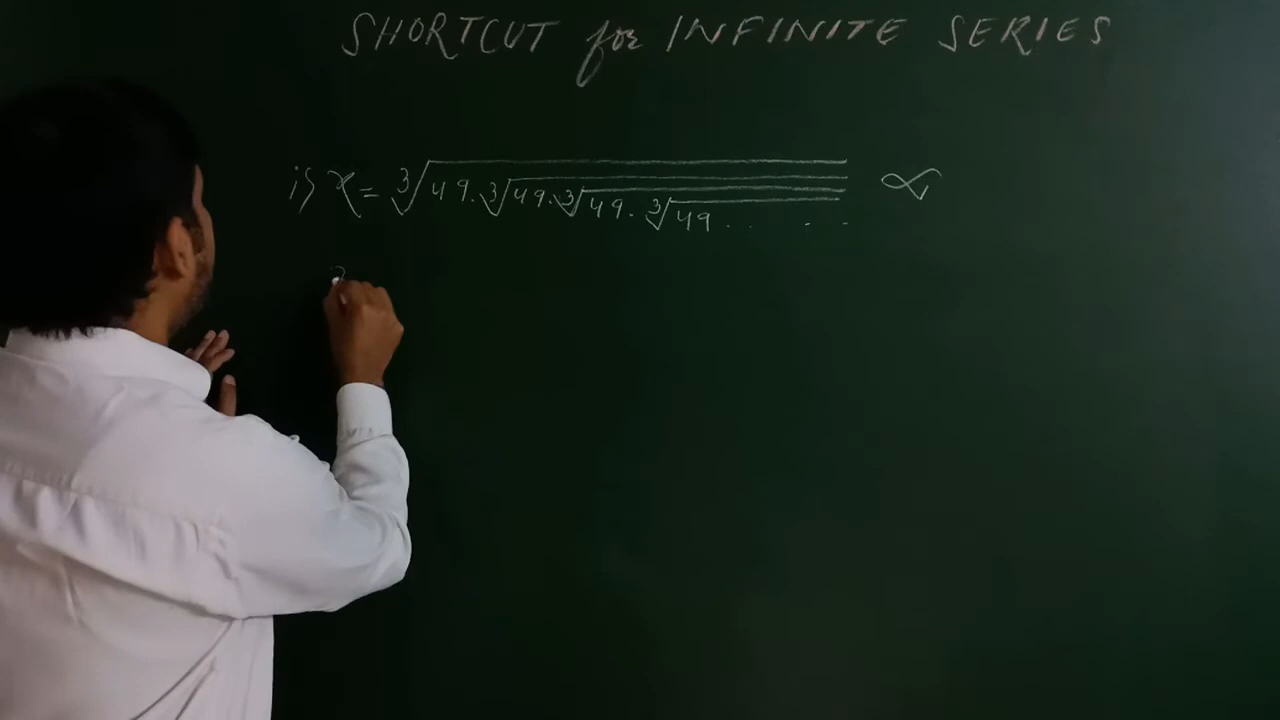 SHORTCUT for INFINITE SERIES
if x = ∛(49.∛(49.∛(49.∛(49.. . . ∞